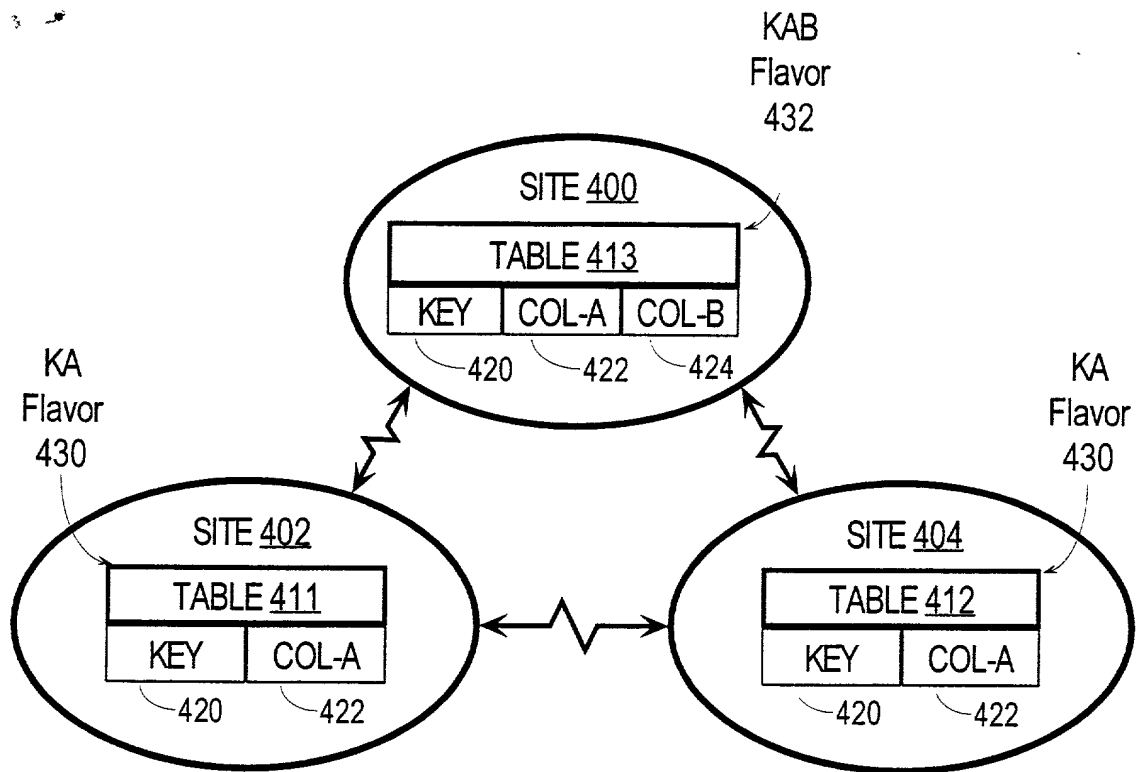 KAB
Flavor
432
SITE 400
TABLE 413
KEY COL-A COL-B
420 422 424
KA
Flavor
430
KA
Flavor
430
SITE 402
TABLE 411
KEY COL-A
420 422
SITE 404
TABLE 412
KEY COL-A
420 422